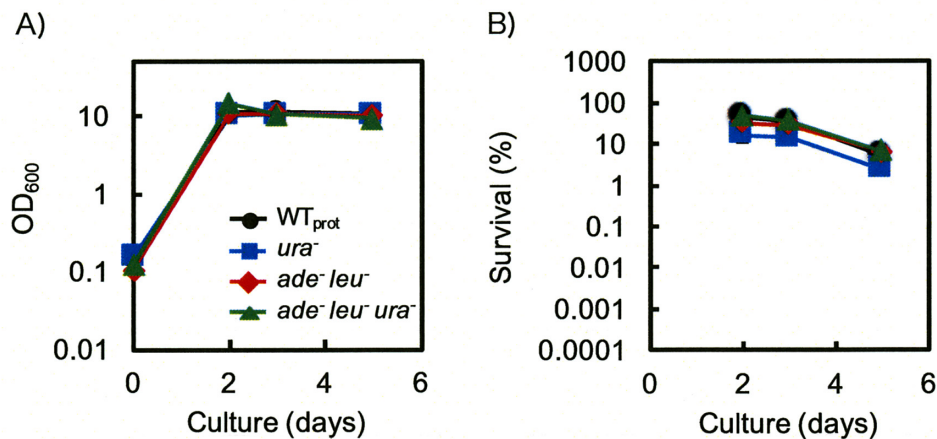 A)
OD600
10
1
0.1
0.01
0
2
4
6
Culture (days)
WTprot
ura-
ade- leu-
ade- leu- ura-
B)
Survival (%)
1000
100
10
1
0.1
0.01
0.001
0.0001
0
2
4
6
Culture (days)